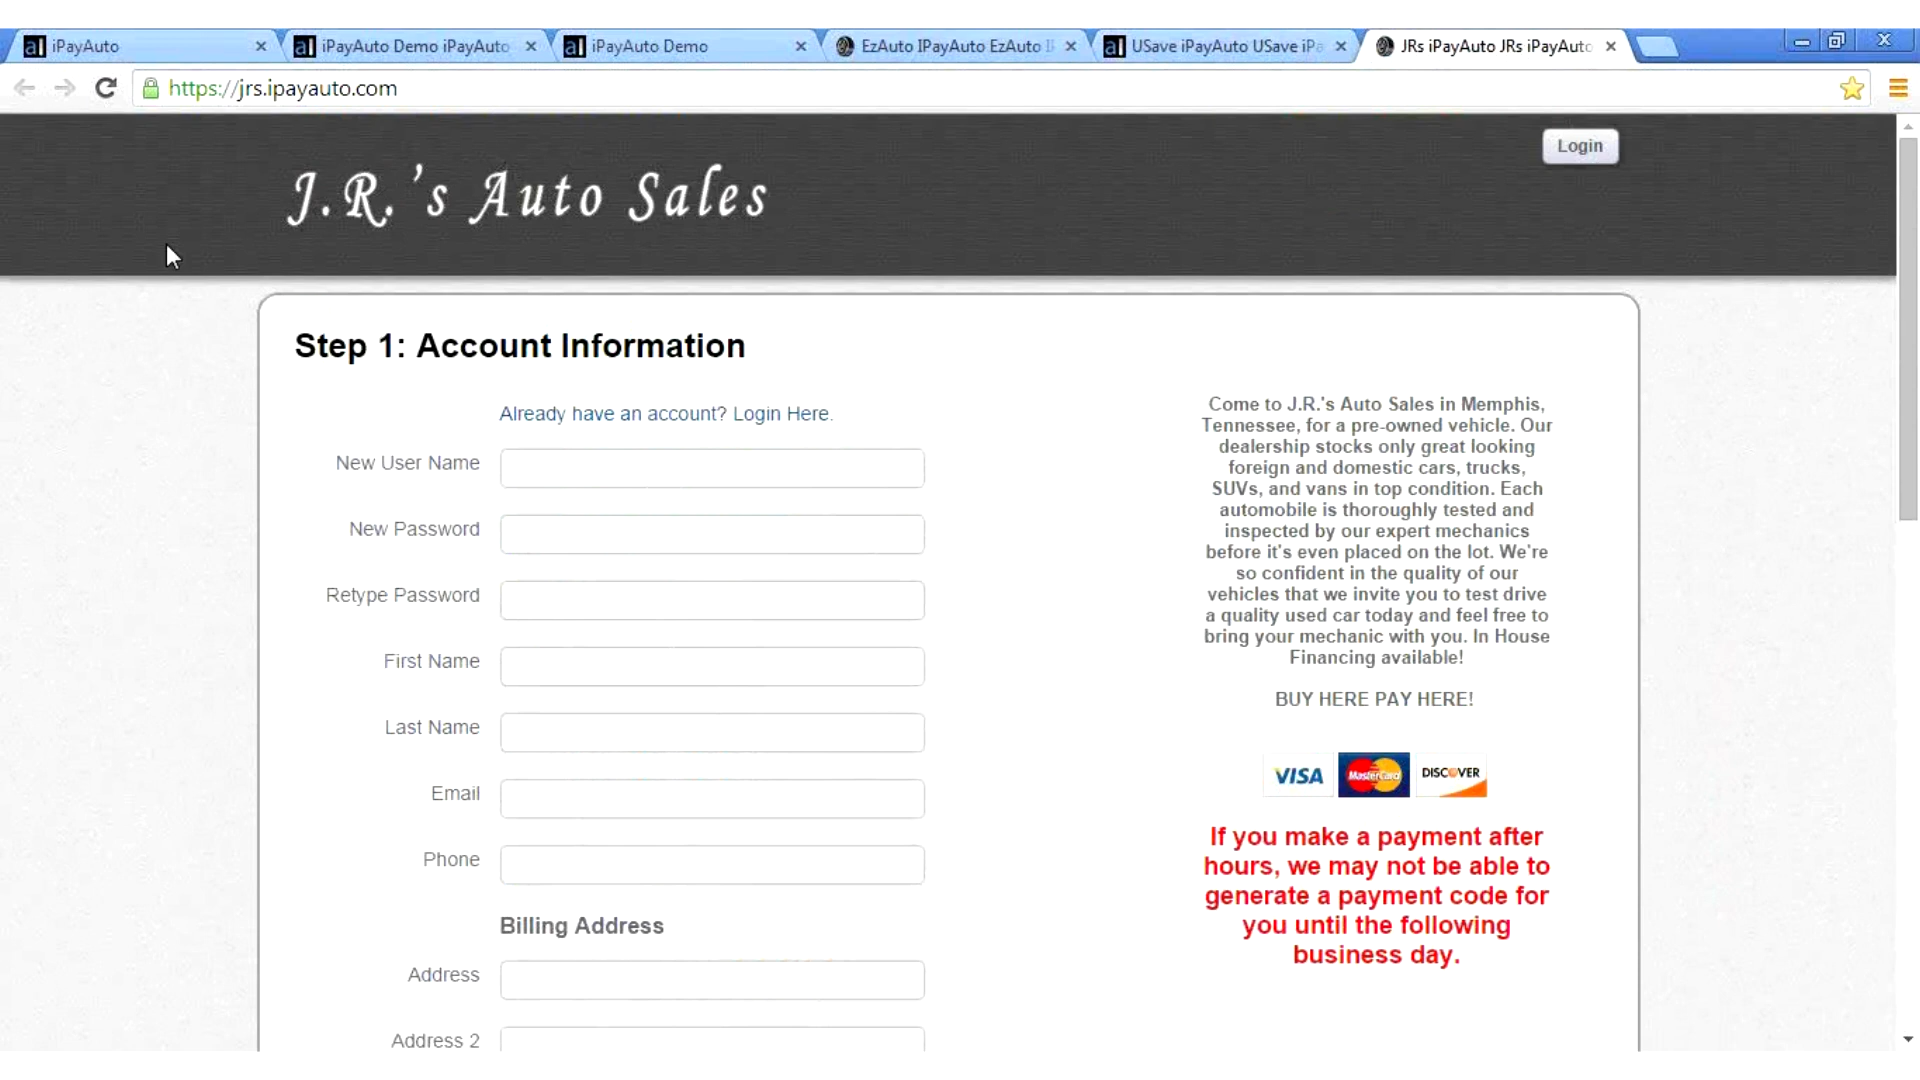 iPayAuto
iPayAuto Demo iPayAuto
iPayAuto Demo
EzAuto IPayAuto EzAuto I
USave iPayAuto USave iPa
JRs iPayAuto JRs iPayAuto
https://jrs.ipayauto.com
Login
J.R.'s Auto Sales
Step 1: Account Information
Already have an account? Login Here.
New User Name
New Password
Retype Password
First Name
Last Name
Email
Phone
Billing Address
Address
Address 2
Come to J.R.'s Auto Sales in Memphis,
Tennessee, for a pre-owned vehicle. Our
dealership stocks only great looking
foreign and domestic cars, trucks,
SUVs, and vans in top condition. Each
automobile is thoroughly tested and
inspected by our expert mechanics
before it's even placed on the lot. We're
so confident in the quality of our
vehicles that we invite you to test drive
a quality used car today and feel free to
bring your mechanic with you. In House
Financing available!
BUY HERE PAY HERE!
VISA MasterCard DISCOVER
If you make a payment after
hours, we may not be able to
generate a payment code for
you until the following
business day.